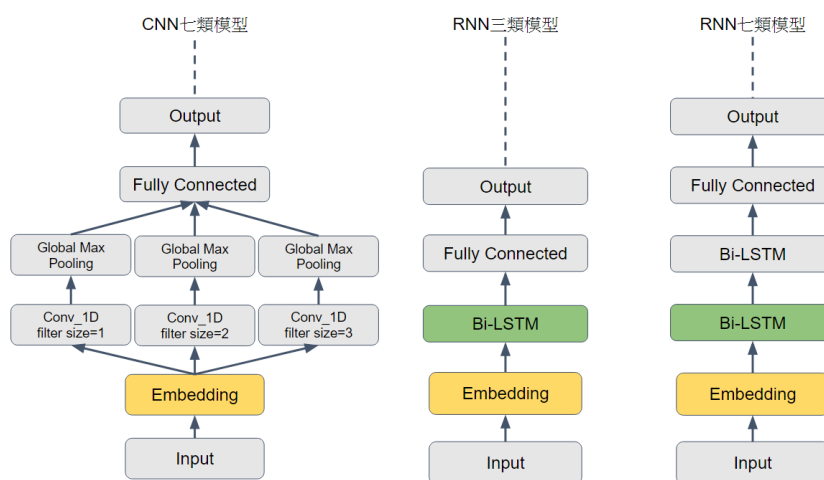 CNN七類模型
Output
Fully Connected
Global Max
Pooling
Global Max
Pooling
Global Max
Pooling
Conv_1D
filter size=1
Conv_1D
filter size=2
Conv_1D
filter size=3
Embedding
Input
RNN三類模型
Output
Fully Connected
Bi-LSTM
Embedding
Input
RNN七類模型
Output
Fully Connected
Bi-LSTM
Bi-LSTM
Embedding
Input